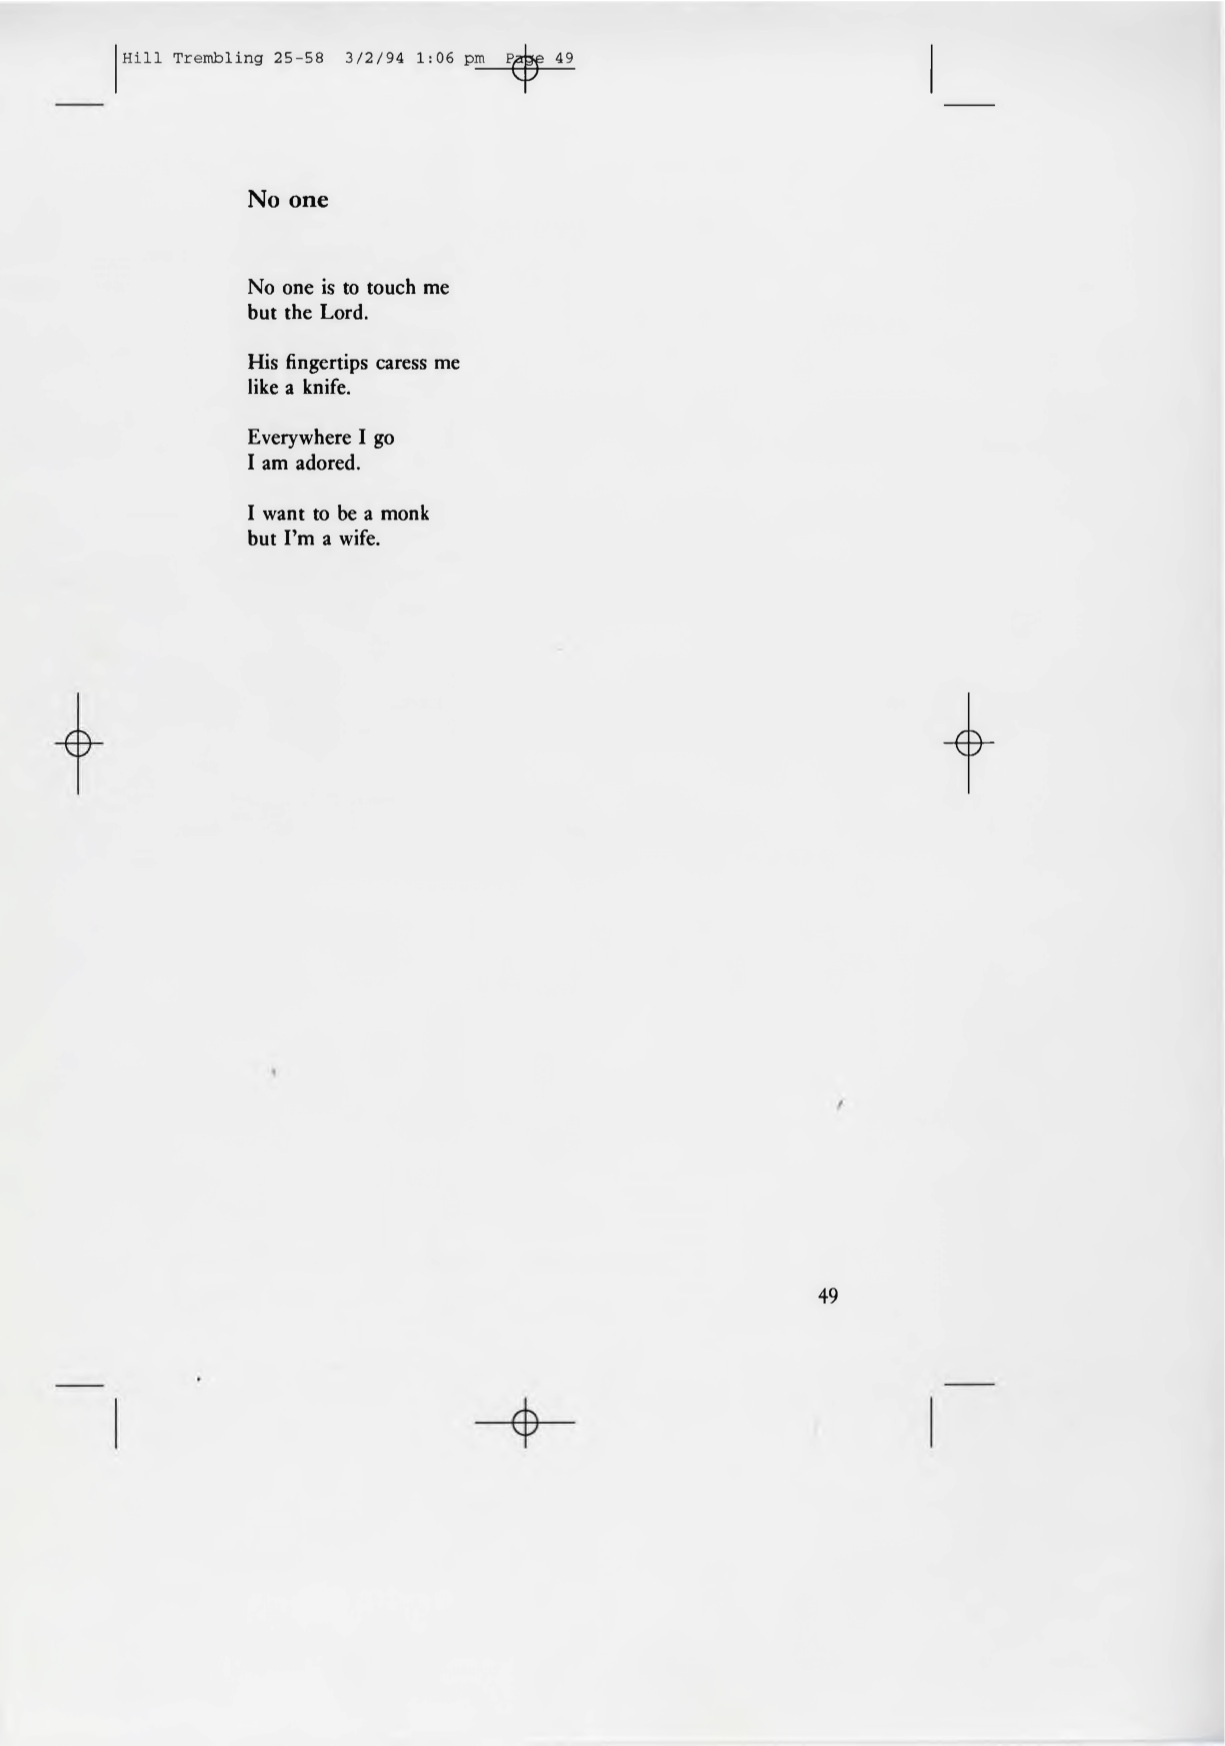 Hill Trembling 25-58 3/2/94 1:06 pm Page 49
No one
No one is to touch me
but the Lord.
His fingertips caress me
like a knife.
Everywhere I go
I am adored.
I want to be a monk
but I'm a wife.
49